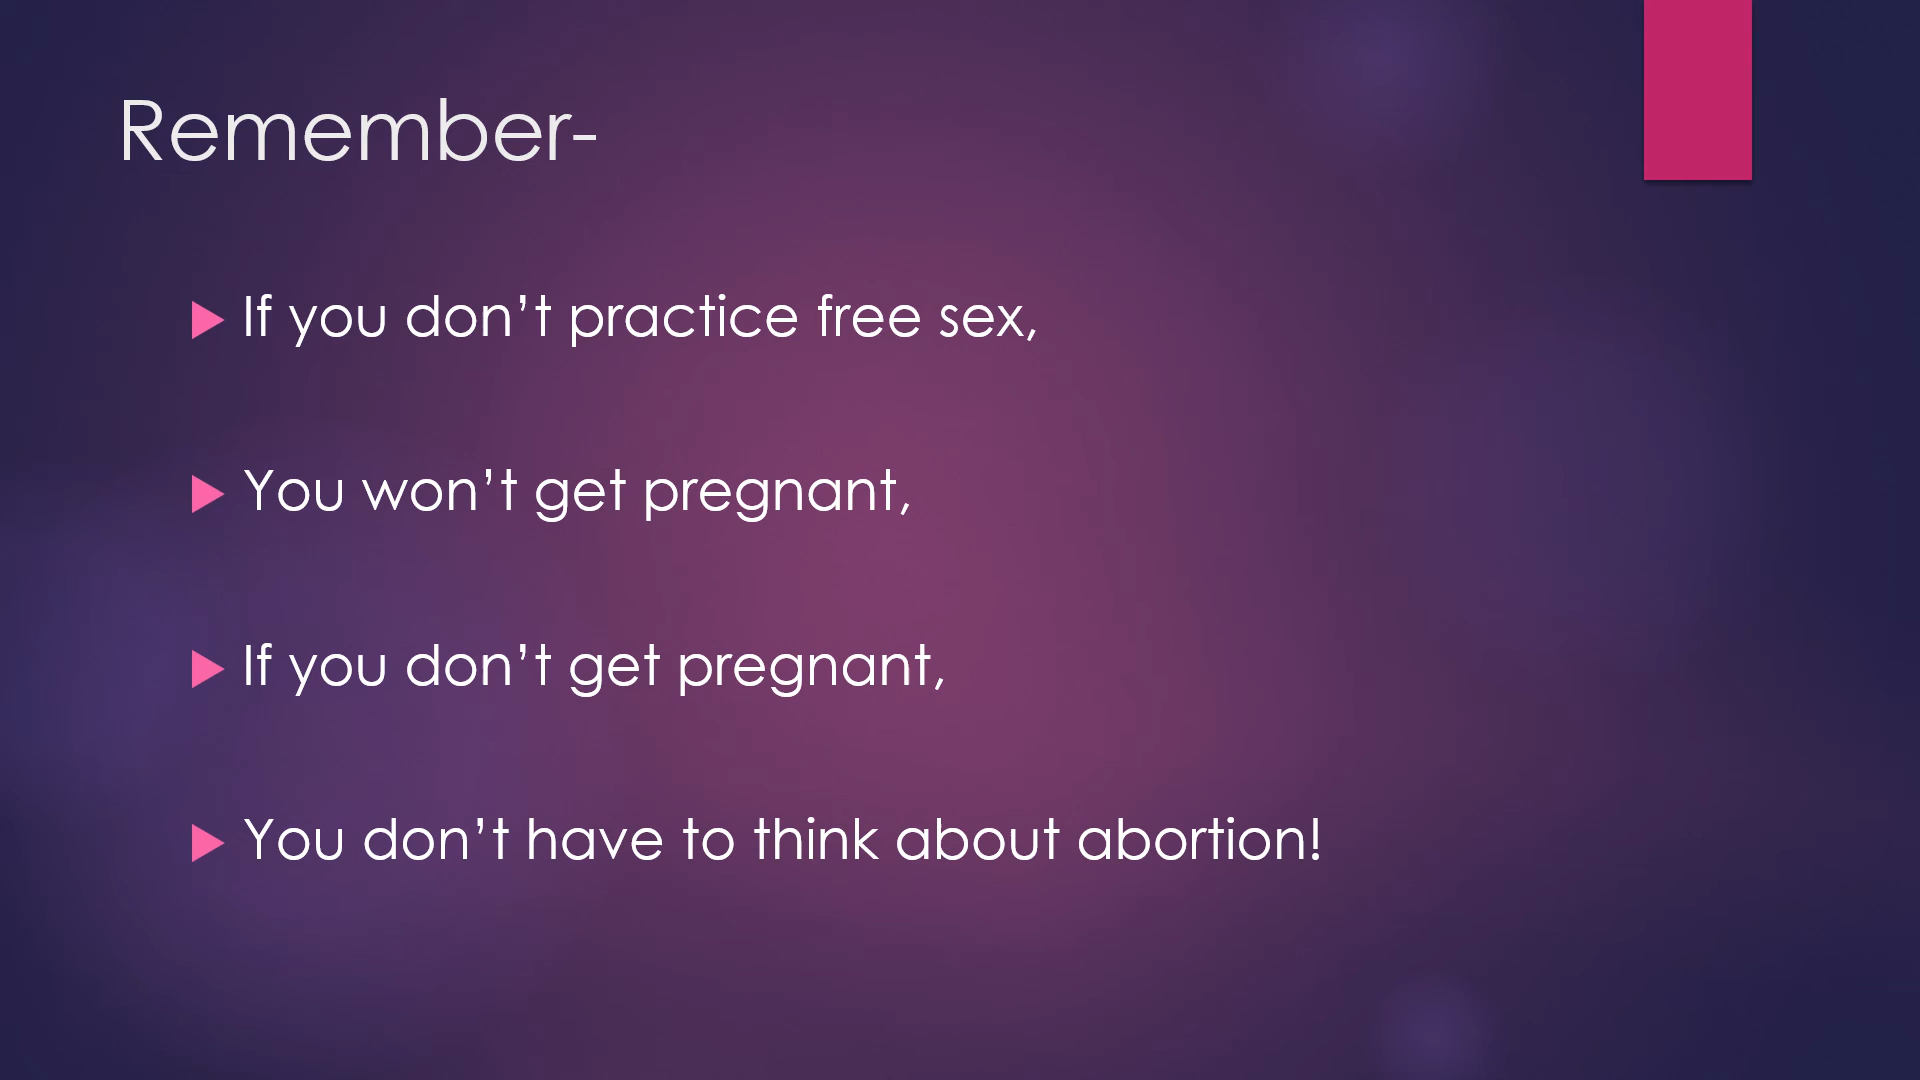 Remember-
If you don’t practice free sex,
You won’t get pregnant,
If you don’t get pregnant,
You don’t have to think about abortion!